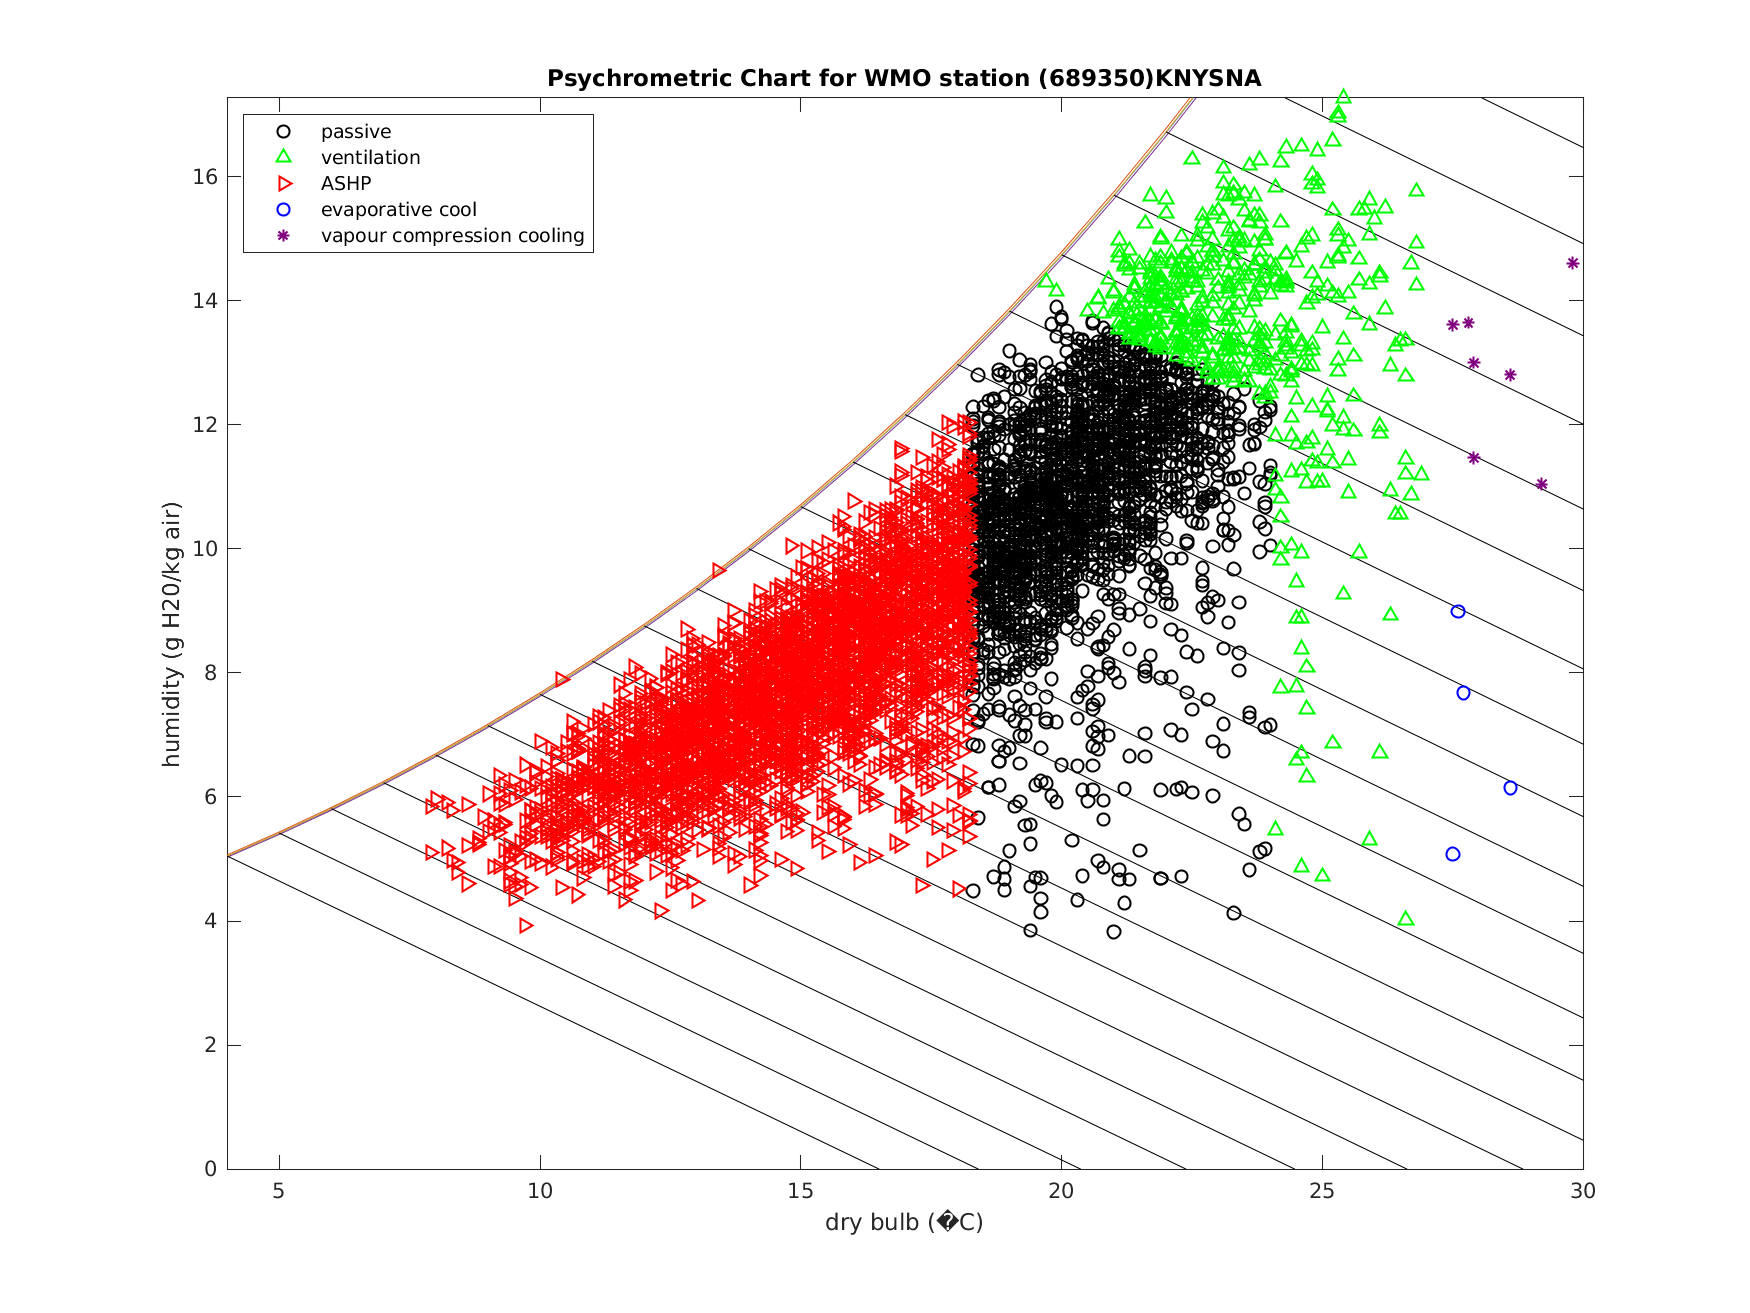 Psychrometric Chart for WMO station (689350)KNYSNA
passive
ventilation
ASHP
evaporative cool
vapour compression cooling
humidity (g H20/kg air)
16
14
12
10
8
6
4
2
0
5 10 15 20 25 30
dry bulb (�C)